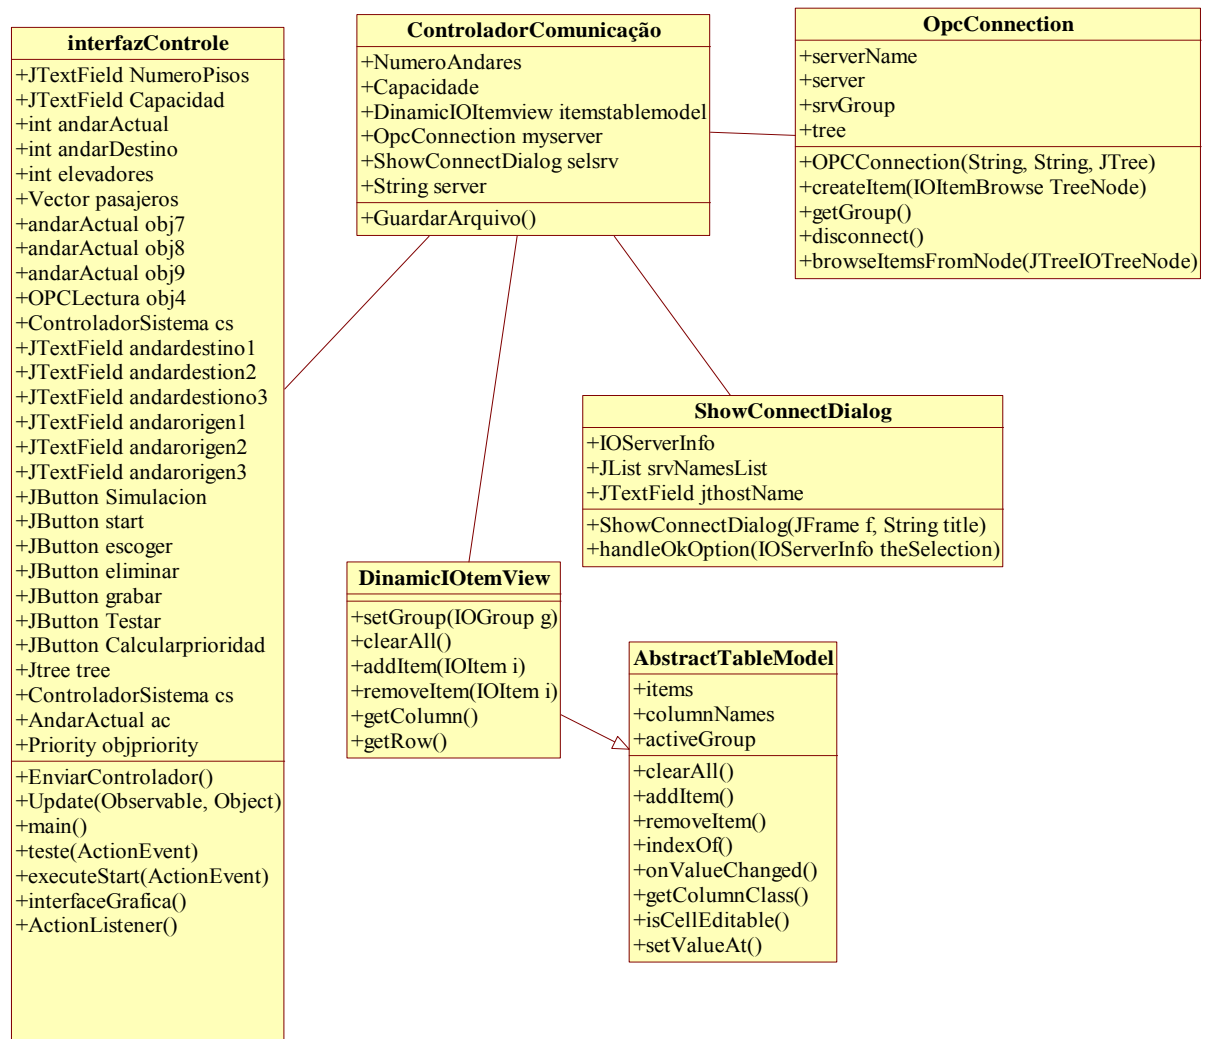 interfazControle
+JTextField NumeroPisos
+JTextField Capacidad
+int andarActual
+int andarDestino
+int elevadores
+Vector pasajeros
+andarActual obj7
+andarActual obj8
+andarActual obj9
+OPCLectura obj4
+ControladorSistema cs
+JTextField andardestino1
+JTextField andardestion2
+JTextField andardestiono3
+JTextField andarorigen1
+JTextField andarorigen2
+JTextField andarorigen3
+JButton Simulacion
+JButton start
+JButton escoger
+JButton eliminar
+JButton grabar
+JButton Testar
+JButton Calcularprioridad
+Jtree tree
+ControladorSistema cs
+AndarActual ac
+Priority objpriority
+EnviarControlador()
+Update(Observable, Object)
+main()
+teste(ActionEvent)
+executeStart(ActionEvent)
+interfaceGrafica()
+ActionListener()
ControladorComunicação
+NumeroAndares
+Capacidade
+DinamicIOItemview itemstablemodel
+OpcConnection myserver
+ShowConnectDialog selsrv
+String server
+GuardarArquivo()
OpcConnection
+serverName
+server
+srvGroup
+tree
+OPCConnection(String, String, JTree)
+createItem(IOItemBrowse TreeNode)
+getGroup()
+disconnect()
+browseItemsFromNode(JTreeIOTreeNode)
ShowConnectDialog
+IOServerInfo
+JList srvNamesList
+JTextField jthostName
+ShowConnectDialog(JFrame f, String title)
+handleOkOption(IOServerInfo theSelection)
DinamicIOtemView
+setGroup(IOGroup g)
+clearAll()
+addItem(IOItem i)
+removeItem(IOItem i)
+getColumn()
+getRow()
AbstractTableModel
+items
+columnNames
+activeGroup
+clearAll()
+addItem()
+removeItem()
+indexOf()
+onValueChanged()
+getColumnClass()
+isCellEditable()
+setValueAt()